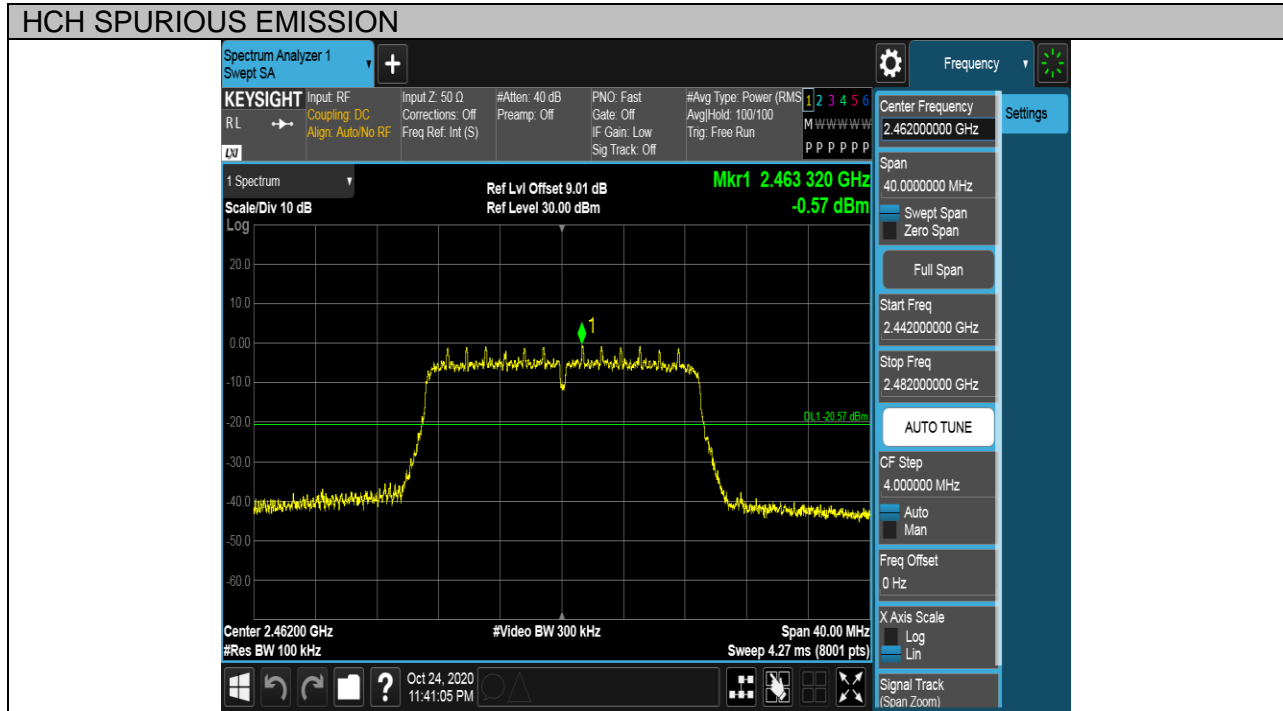 HCH SPURIOUS EMISSION
Spectrum Analyzer 1
Swept SA
+
Frequency
KEYSIGHT
RL
LXI
Input: RF
Coupling: DC
Align: Auto/No RF
Input Z: 50 Ω
Corrections: Off
Freq Ref: Int (S)
#Atten: 40 dB
Preamp: Off
PNO: Fast
Gate: Off
IF Gain: Low
Sig Track: Off
#Avg Type: Power (RMS
Avg|Hold: 100/100
Trig: Free Run
1 2 3 4 5 6
M W W W W W
P P P P P P
1 Spectrum
Scale/Div 10 dB
Ref Lvl Offset 9.01 dB
Ref Level 30.00 dBm
Mkr1 2.463 320 GHz
-0.57 dBm
Log
20.0
10.0
0.00
-10.0
-20.0
-30.0
-40.0
-50.0
-60.0
1
DL1 -20.57 dBm
Center 2.46200 GHz
#Res BW 100 kHz
#Video BW 300 kHz
Span 40.00 MHz
Sweep 4.27 ms (8001 pts)
?
Oct 24, 2020
11:41:05 PM
Center Frequency
2.462000000 GHz
Settings
Span
40.0000000 MHz
Swept Span
Zero Span
Full Span
Start Freq
2.442000000 GHz
Stop Freq
2.482000000 GHz
AUTO TUNE
CF Step
4.000000 MHz
Auto
Man
Freq Offset
0 Hz
X Axis Scale
Log
Lin
Signal Track
(Span Zoom)